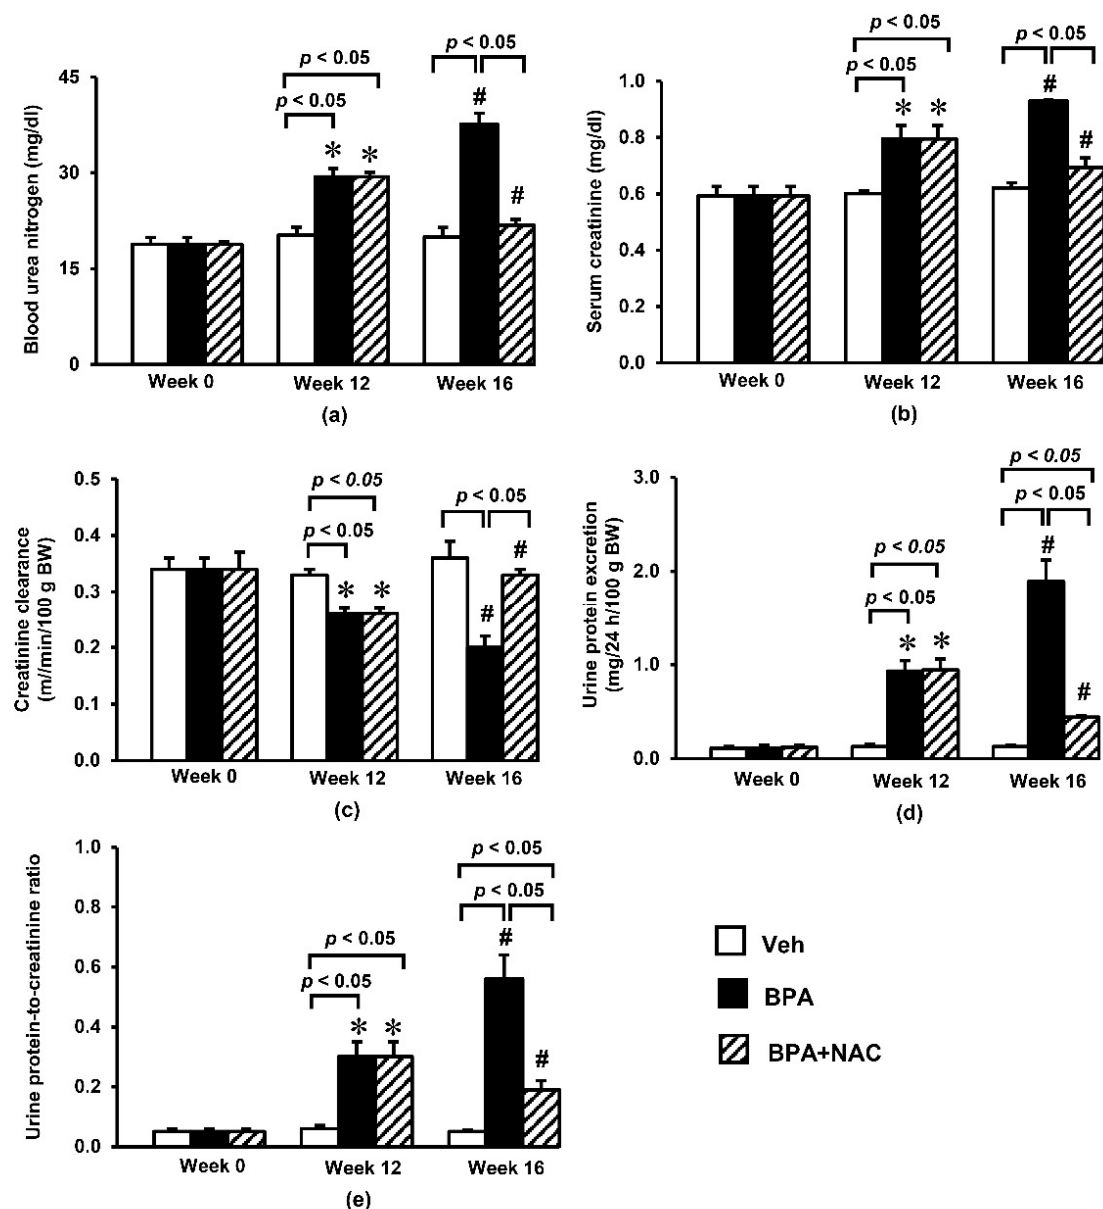 p < 0.05
p < 0.05
p < 0.05
Blood urea nitrogen (mg/dl)
45
30
15
0
*
*
#
#
Week 0
Week 12
Week 16
(a)
p < 0.05
p < 0.05
p < 0.05
Serum creatinine (mg/dl)
1.0
0.8
0.6
0.4
0.2
0.0
*
*
#
#
Week 0
Week 12
Week 16
(b)
Creatinine clearance
(m//min/100 g BW)
0.5
0.4
0.3
0.2
0.1
0.0
p < 0.05
p < 0.05
p < 0.05
*
*
#
#
Week 0
Week 12
Week 16
(c)
Urine protein excretion
(mg/24 h/100 g BW)
3.0
2.0
1.0
0.0
p < 0.05
p < 0.05
p < 0.05
p < 0.05
*
*
#
#
Week 0
Week 12
Week 16
(d)
Urine protein-to-creatinine ratio
1.0
0.8
0.6
0.4
0.2
0.0
p < 0.05
p < 0.05
p < 0.05
p < 0.05
*
*
#
#
Week 0
Week 12
Week 16
(e)
Veh
BPA
BPA+NAC